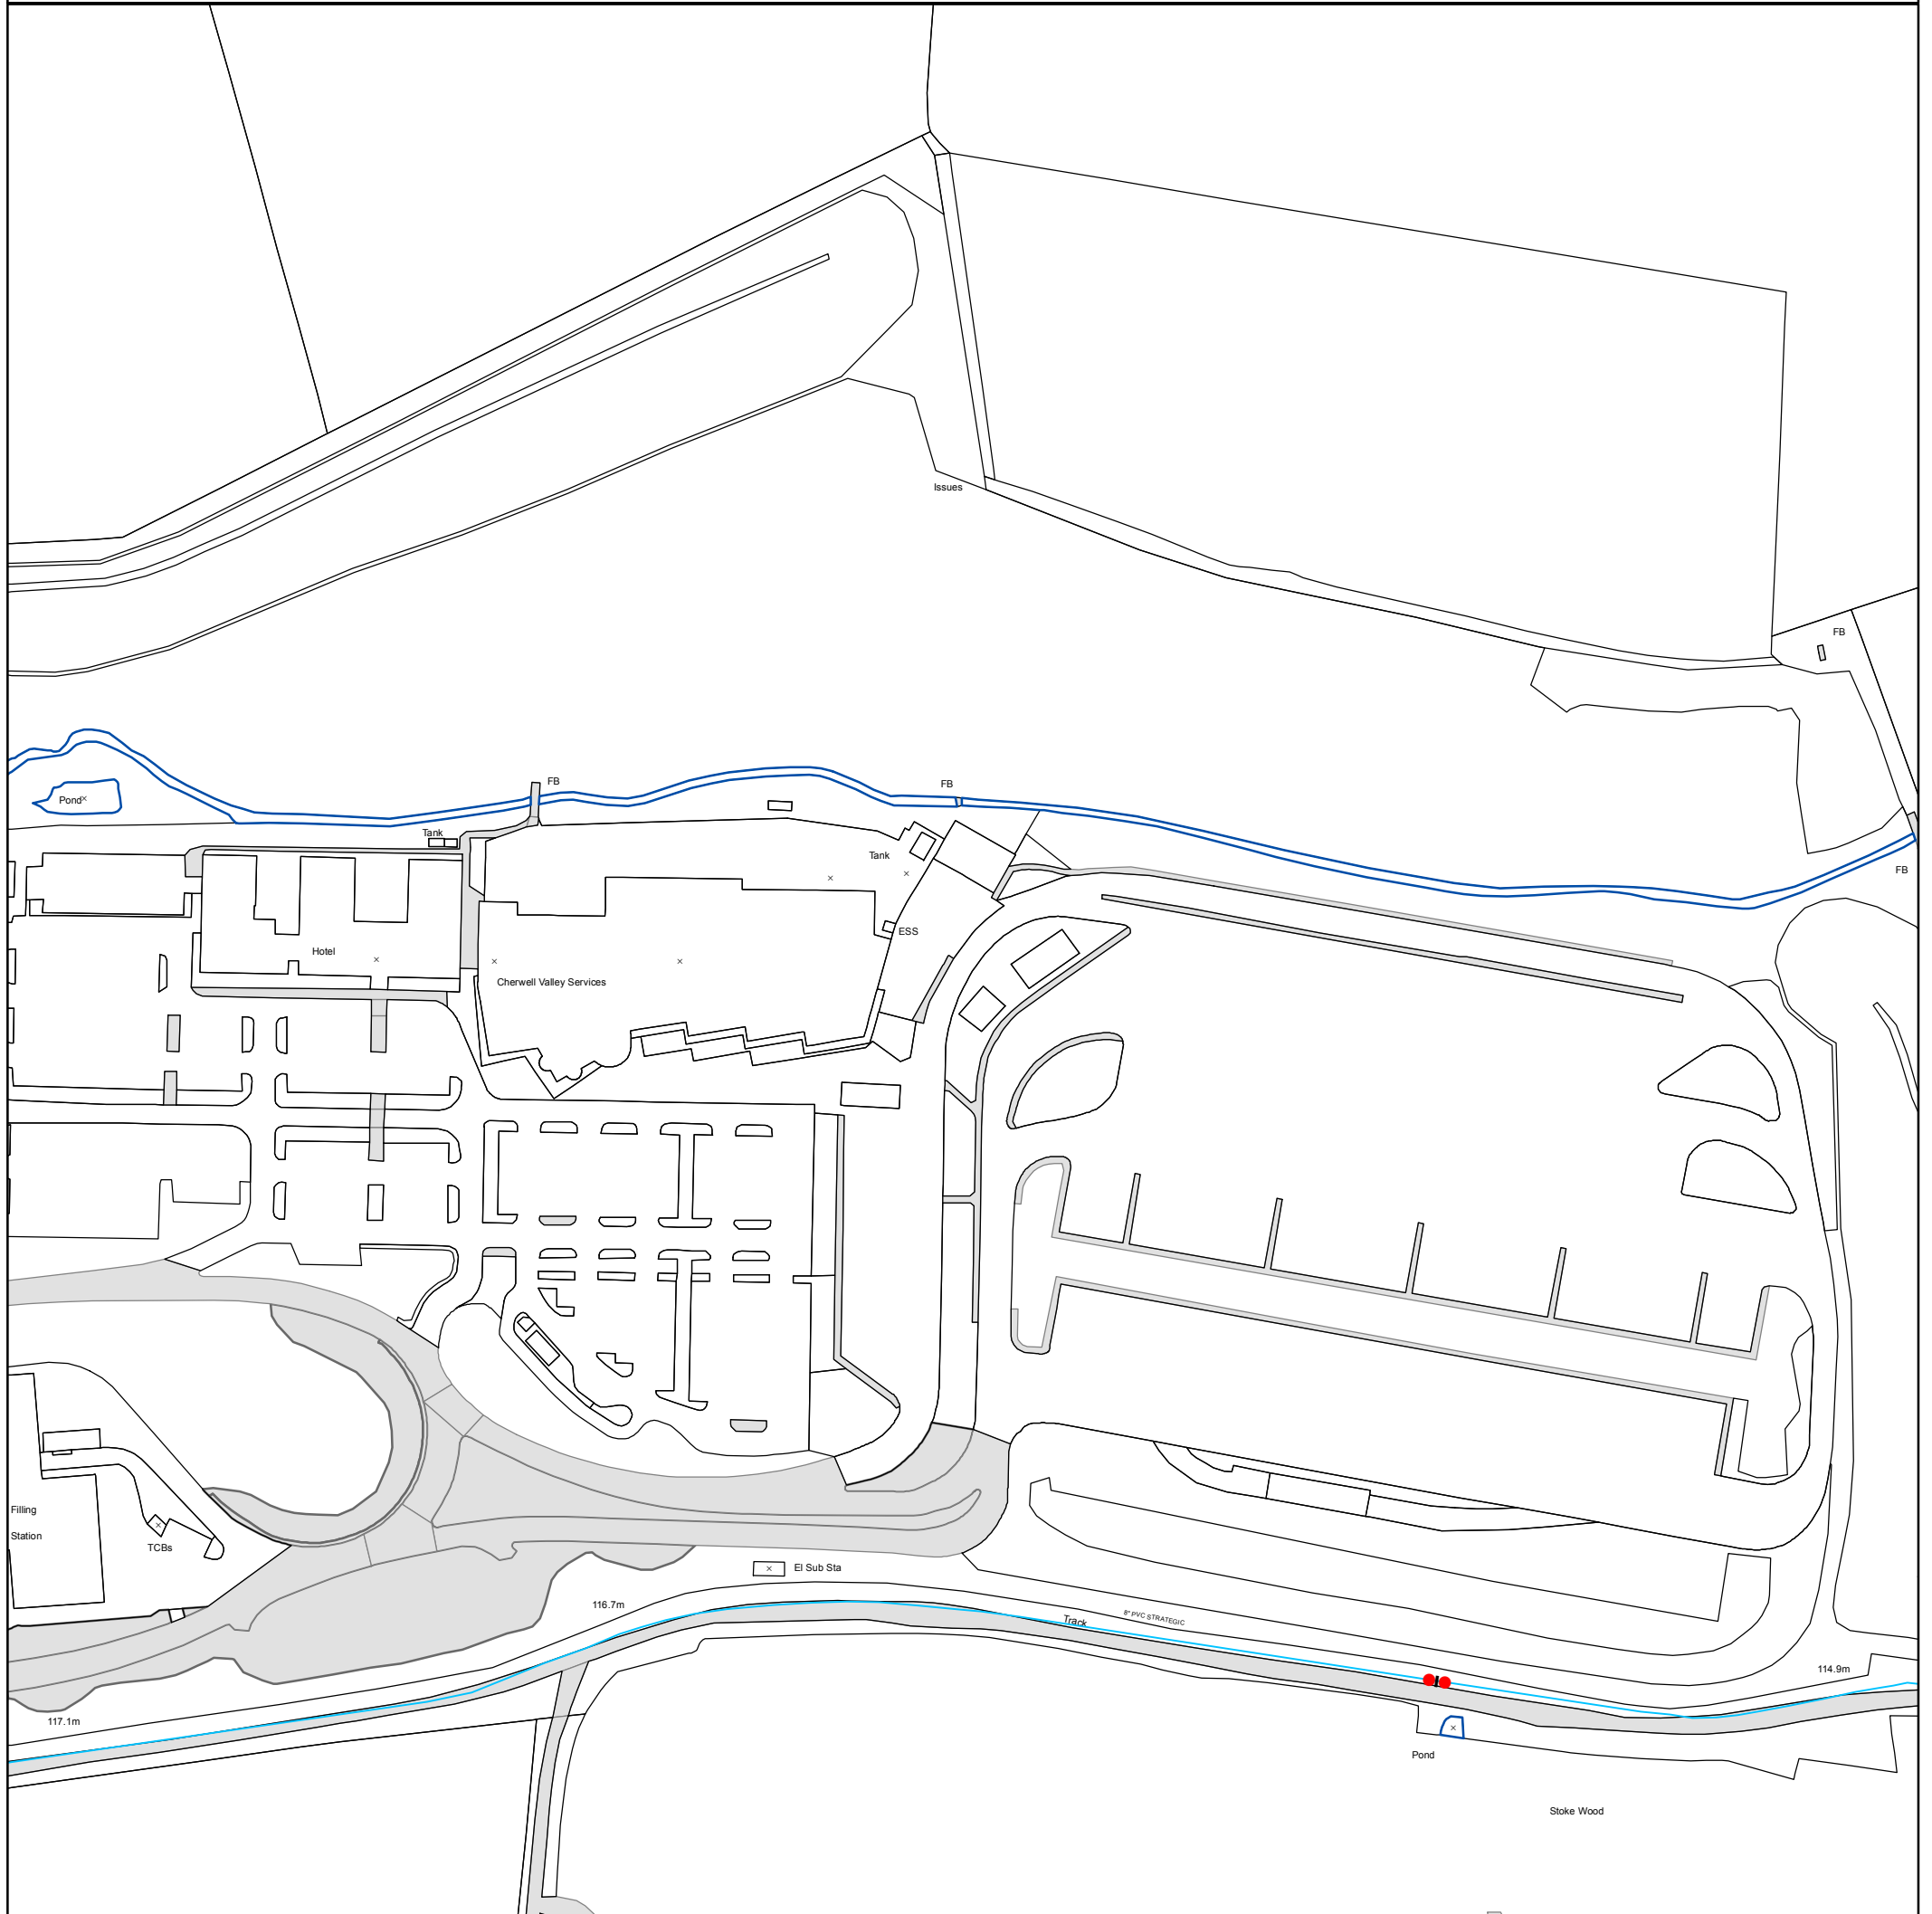 Issues
FB
FB
FB
Pond
Tank
Tank
FB
ESS
Hotel
Cherwell Valley Services
Filling
Station
TCBs
El Sub Sta
116.7m
Track
8" PVC STRATEGIC
114.9m
117.1m
Pond
Stoke Wood